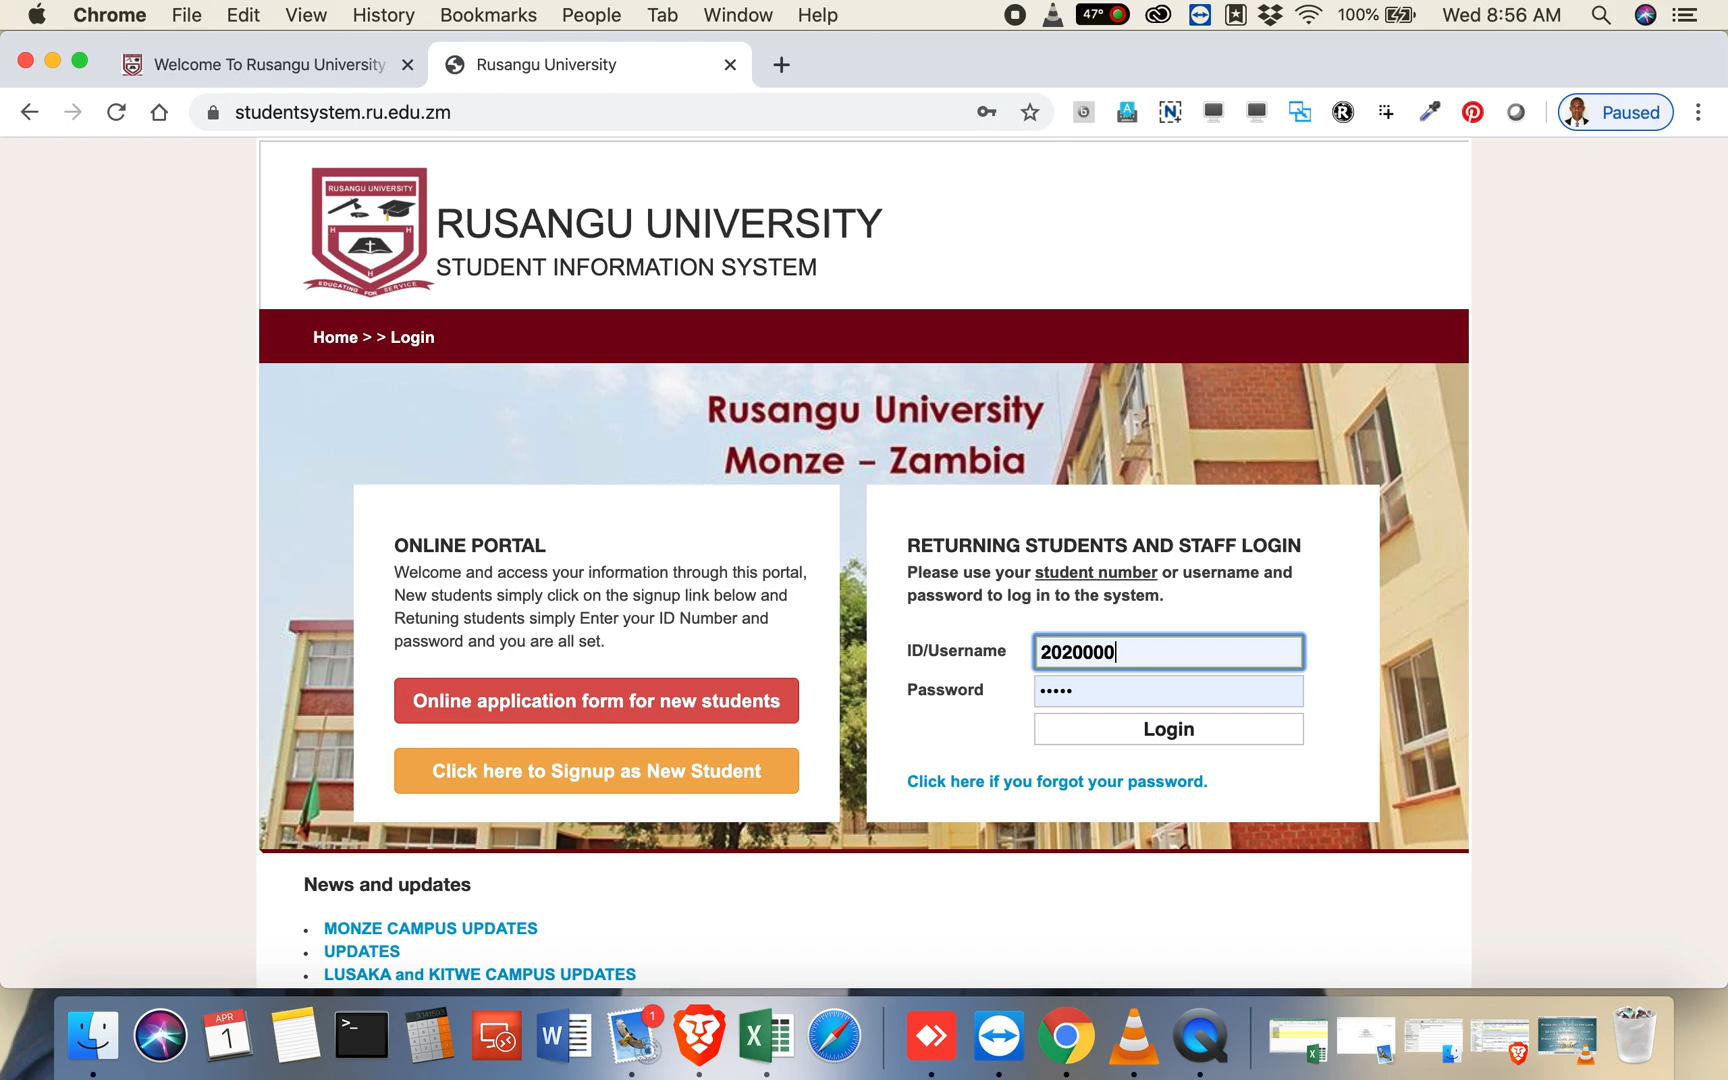 Chrome File Edit View History Bookmarks People Tab Window Help 47° 100% Wed 8:56 AM
Welcome To Rusangu University Rusangu University
studentsystem.ru.edu.zm Paused
RUSANGU UNIVERSITY
EDUCATING FOR SERVICE
RUSANGU UNIVERSITY
STUDENT INFORMATION SYSTEM
Home > > Login
Rusangu University
Monze – Zambia
ONLINE PORTAL
Welcome and access your information through this portal,
New students simply click on the signup link below and
Retuning students simply Enter your ID Number and
password and you are all set.
Online application form for new students
Click here to Signup as New Student
RETURNING STUDENTS AND STAFF LOGIN
Please use your student number or username and
password to log in to the system.
ID/Username 2020000
Password •••••
Login
Click here if you forgot your password.
News and updates
• MONZE CAMPUS UPDATES
• UPDATES
• LUSAKA and KITWE CAMPUS UPDATES
APR
1
1